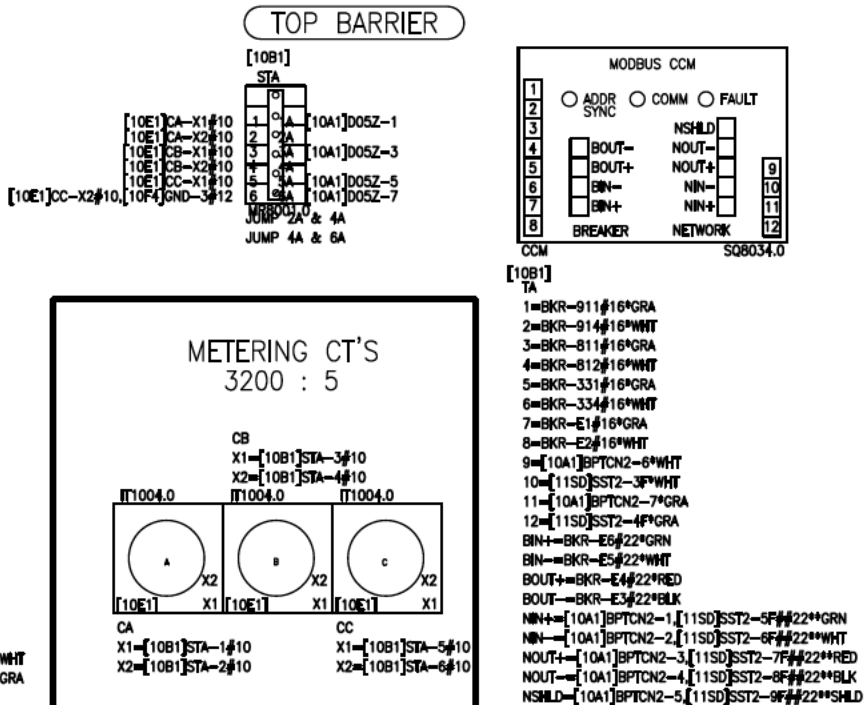 TOP BARRIER
[10B1]
STA
[10E1]CA-X1#10 1 1A [10A1]D05Z-1
[10E1]CA-X2#10 2 2A
[10E1]CB-X1#10 3 3A [10A1]D05Z-3
[10E1]CB-X2#10 4 4A
[10E1]CC-X1#10 5 5A [10A1]D05Z-5
[10E1]CC-X2#10,[10F4]GND-3#12 6 6A [10A1]D05Z-7
MR8001.0
JUMP 2A & 4A
JUMP 4A & 6A
MODBUS CCM
ADDR SYNC COMM FAULT
1
2
3 NSHLD
4 BOUT- NOUT-
5 BOUT+ NOUT+ 9
6 BIN- NIN- 10
7 BIN+ NIN+ 11
8 BREAKER NETWORK 12
CCM SQ8034.0
[10B1]
TA
1=BKR-911#16*GRA
2=BKR-914#16*WHT
3=BKR-811#16*GRA
4=BKR-812#16*WHT
5=BKR-331#16*GRA
6=BKR-334#16*WHT
7=BKR-E1#16*GRA
8=BKR-E2#16*WHT
9=[10A1]BPTCN2-6*WHT
10=[11SD]SST2-3F*WHT
11=[10A1]BPTCN2-7*GRA
12=[11SD]SST2-4F*GRA
BIN+=BKR-E6#22*GRN
BIN-=BKR-E5#22*WHT
BOUT+=BKR-E4#22*RED
BOUT-=BKR-E3#22*BLK
NIN+=[10A1]BPTCN2-1,[11SD]SST2-5F##22**GRN
NIN-=[10A1]BPTCN2-2,[11SD]SST2-6F##22**WHT
NOUT+=[10A1]BPTCN2-3,[11SD]SST2-7F##22**RED
NOUT-=[10A1]BPTCN2-4,[11SD]SST2-8F##22**BLK
NSHLD=[10A1]BPTCN2-5,[11SD]SST2-9F##22**SHLD
METERING CT'S
3200 : 5
CB
X1=[10B1]STA-3#10
X2=[10B1]STA-4#10
IT1004.0 IT1004.0 IT1004.0
A B C
X2 X2 X2
[10E1] X1 [10E1] X1 [10E1] X1
CA
X1=[10B1]STA-1#10
X2=[10B1]STA-2#10
CC
X1=[10B1]STA-5#10
X2=[10B1]STA-6#10
WHT
GRA